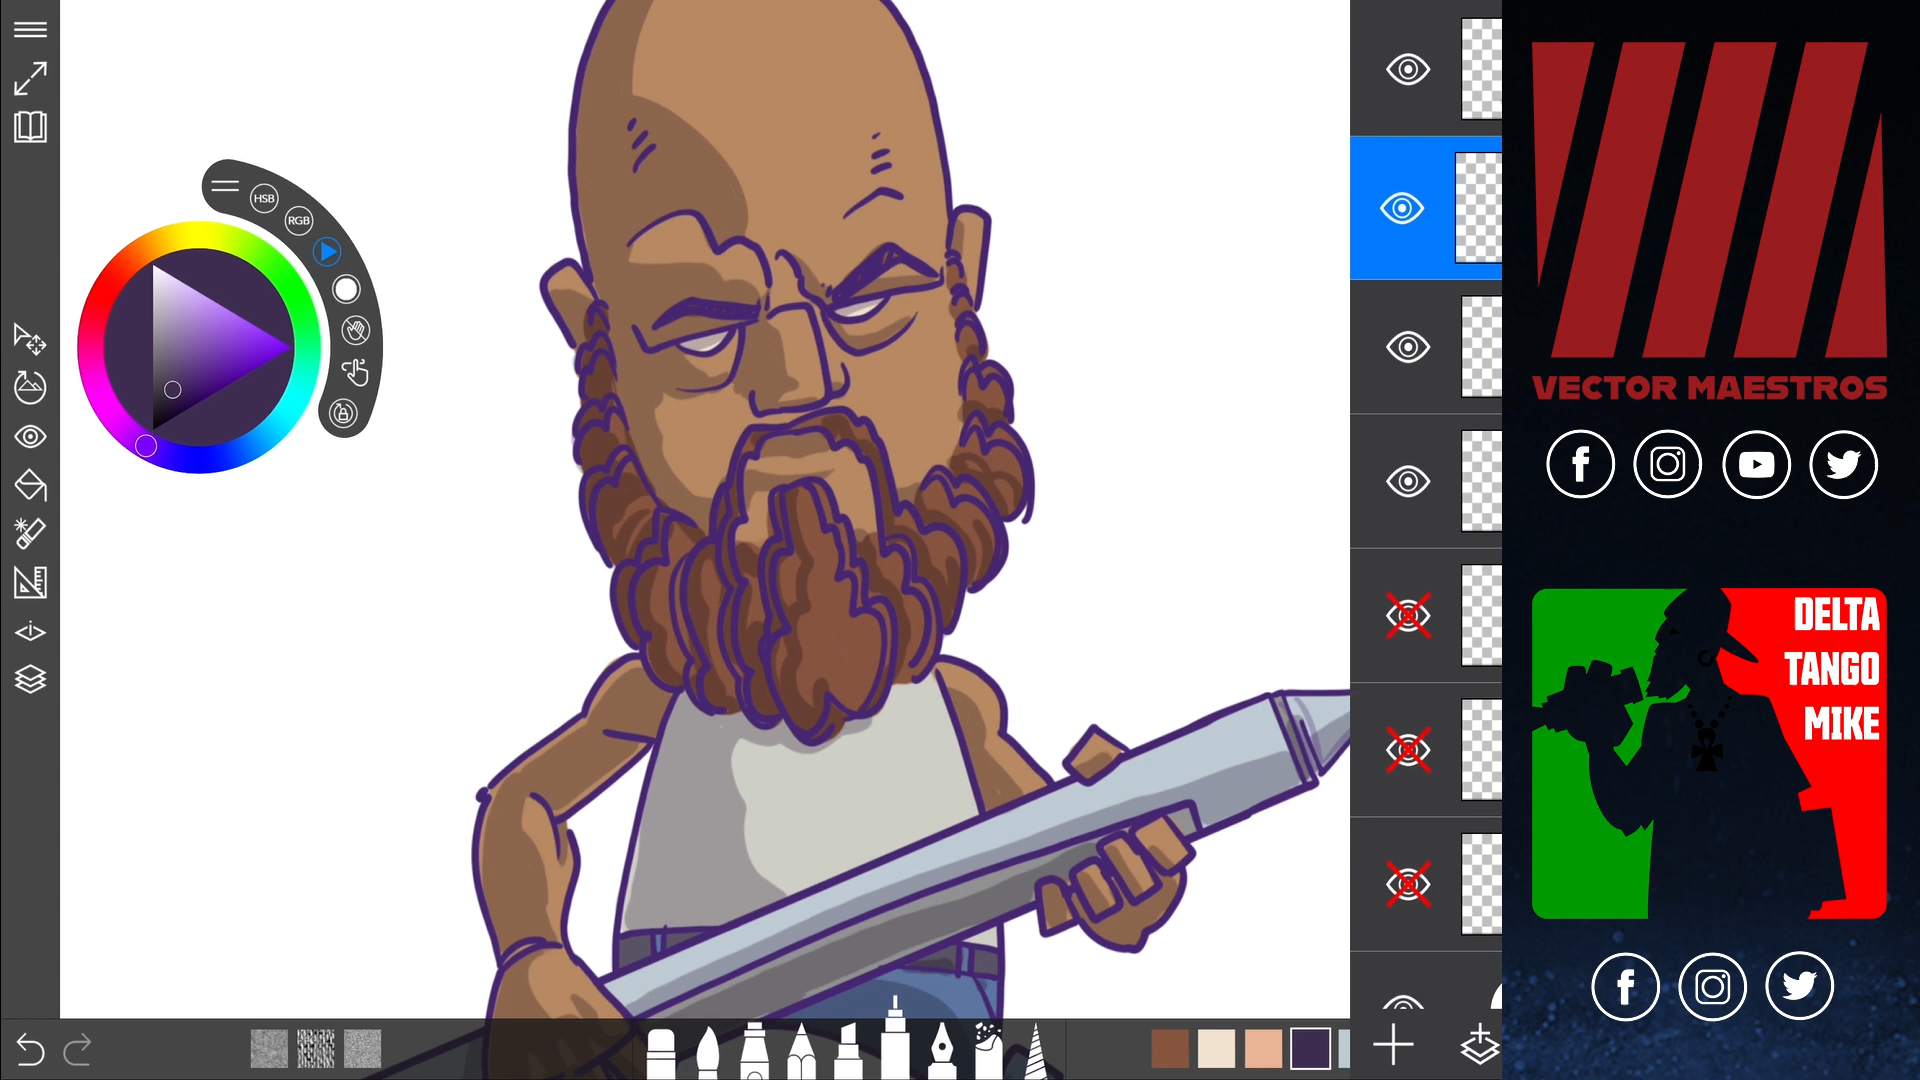 HSB
RGB
VECTOR MAESTROS
DELTA
TANGO
MIKE